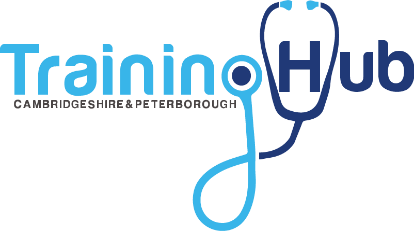 Training Hub
CAMBRIDGESHIRE & PETERBOROUGH